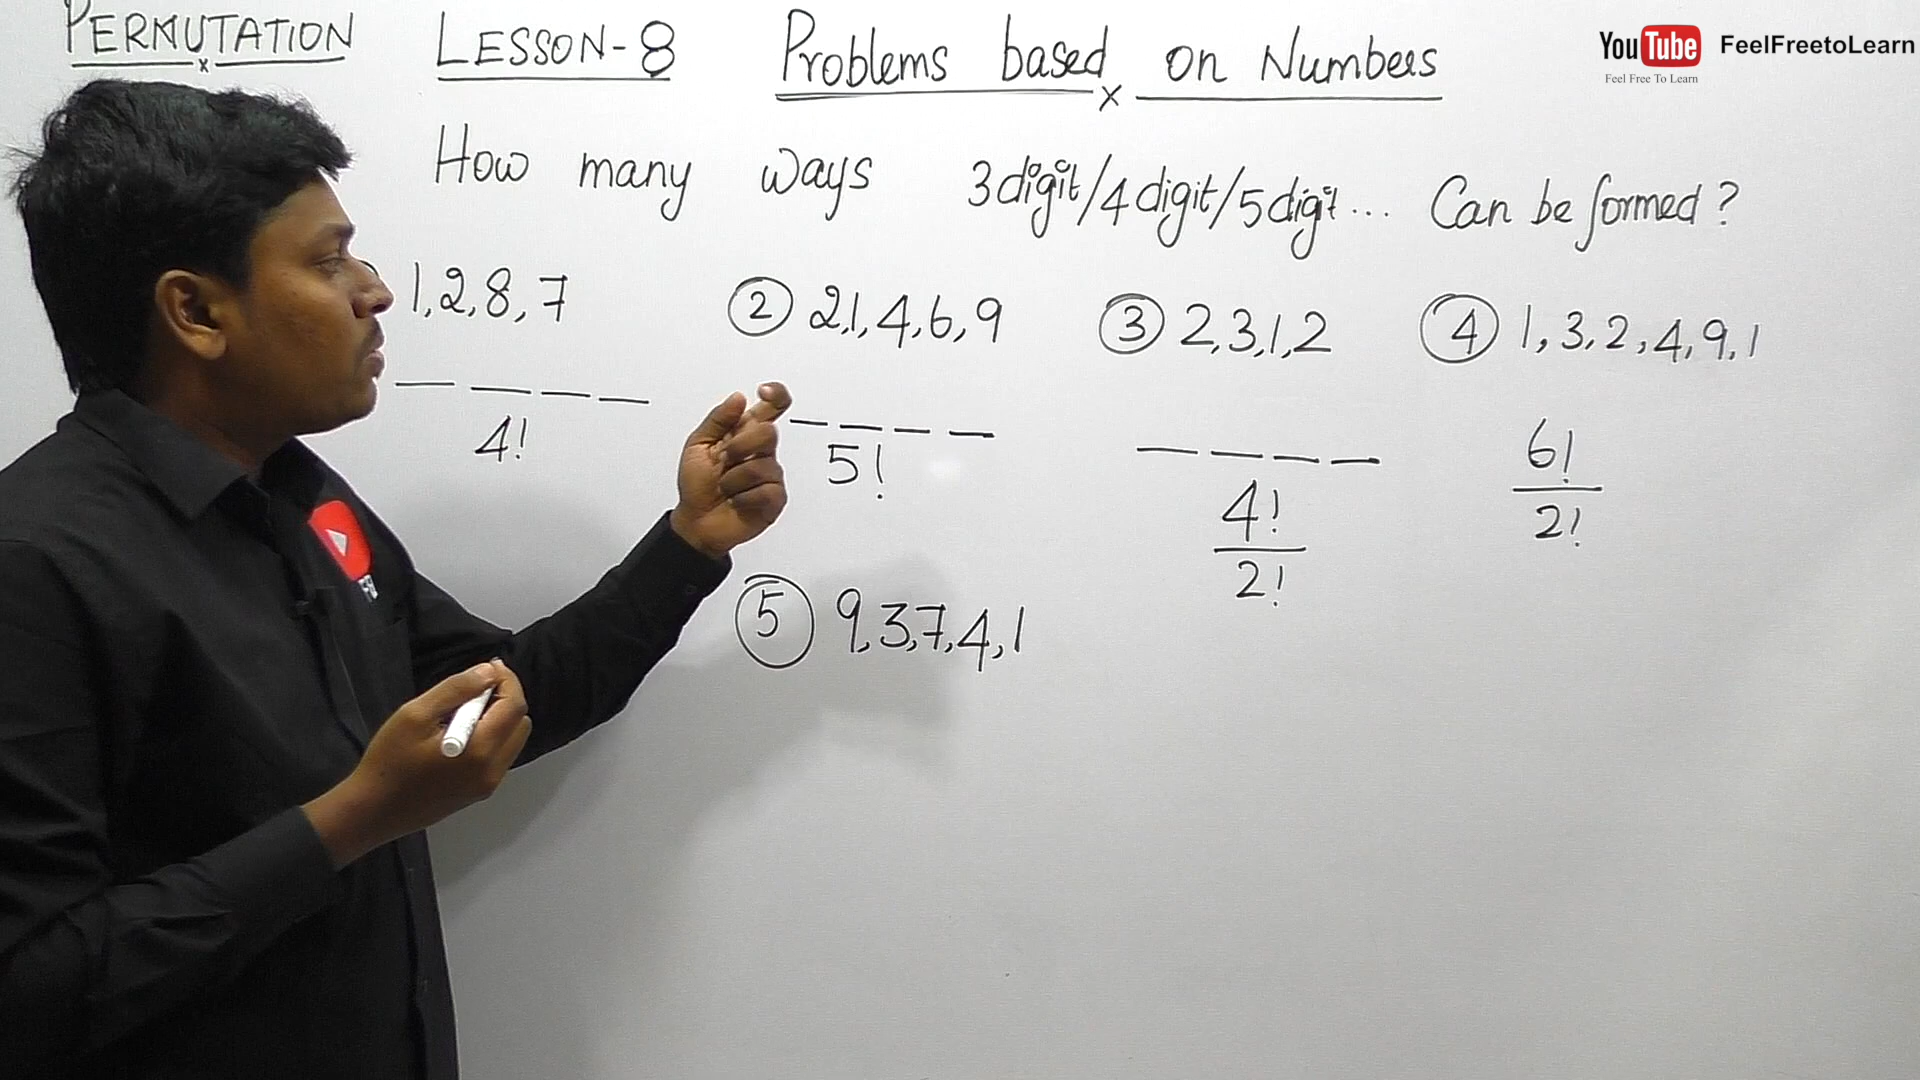 PERMUTATION LESSON-8 Problems based on Numbers
YouTube FeelFreetoLearn
Feel Free To Learn
How many ways 3digit/4digit/5digit... Can be formed?
1,2,8,7 ② 2,1,4,6,9 ③ 2,3,1,2 ④ 1,3,2,4,9,1
4! 5! 4!/2! 6!/2!
⑤ 9,3,7,4,1